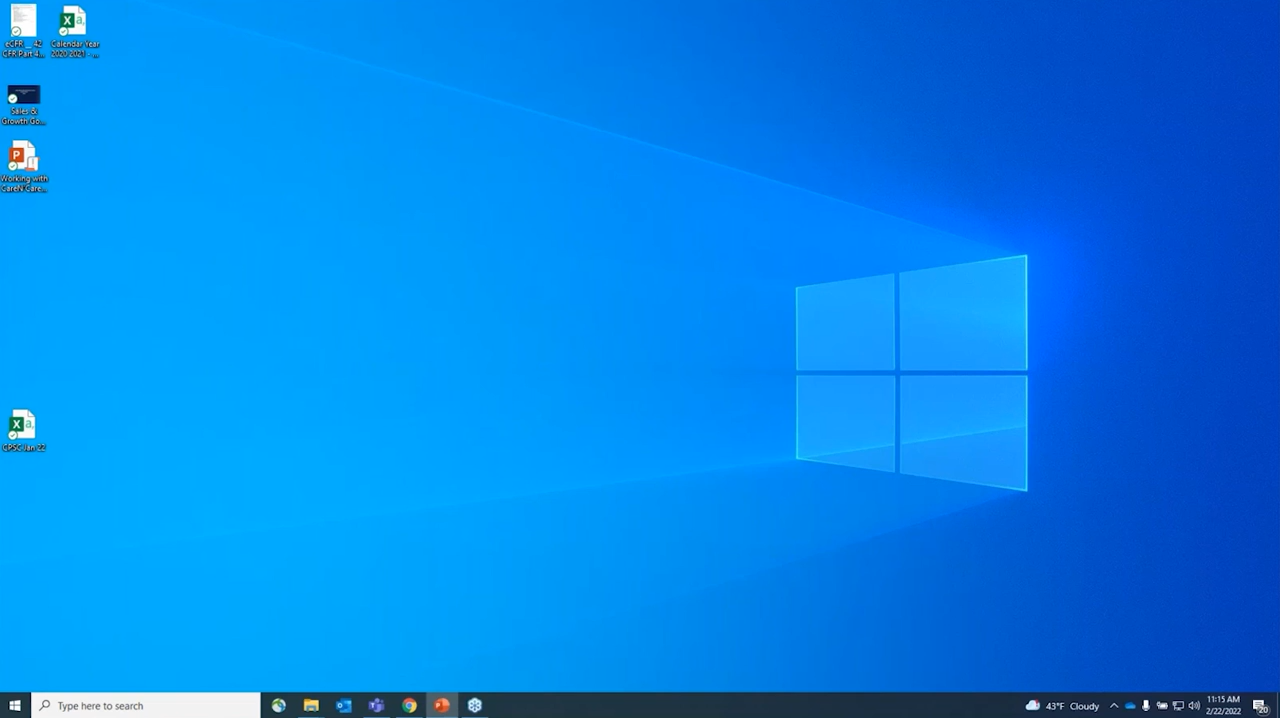 eCFR __ 42
CFR Part 4...
Calendar Year
2020 2021 - ...
Sales &
Growth Go...
Working with
CareN'Care...
CPSC Jan 22
Type here to search
43°F Cloudy
11:15 AM
2/22/2022
20